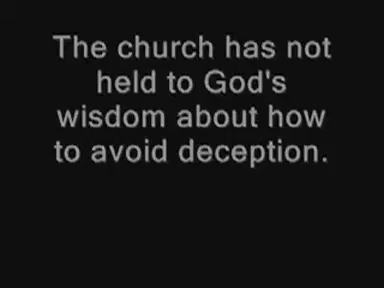 The church has not
held to God's
wisdom about how
to avoid deception.